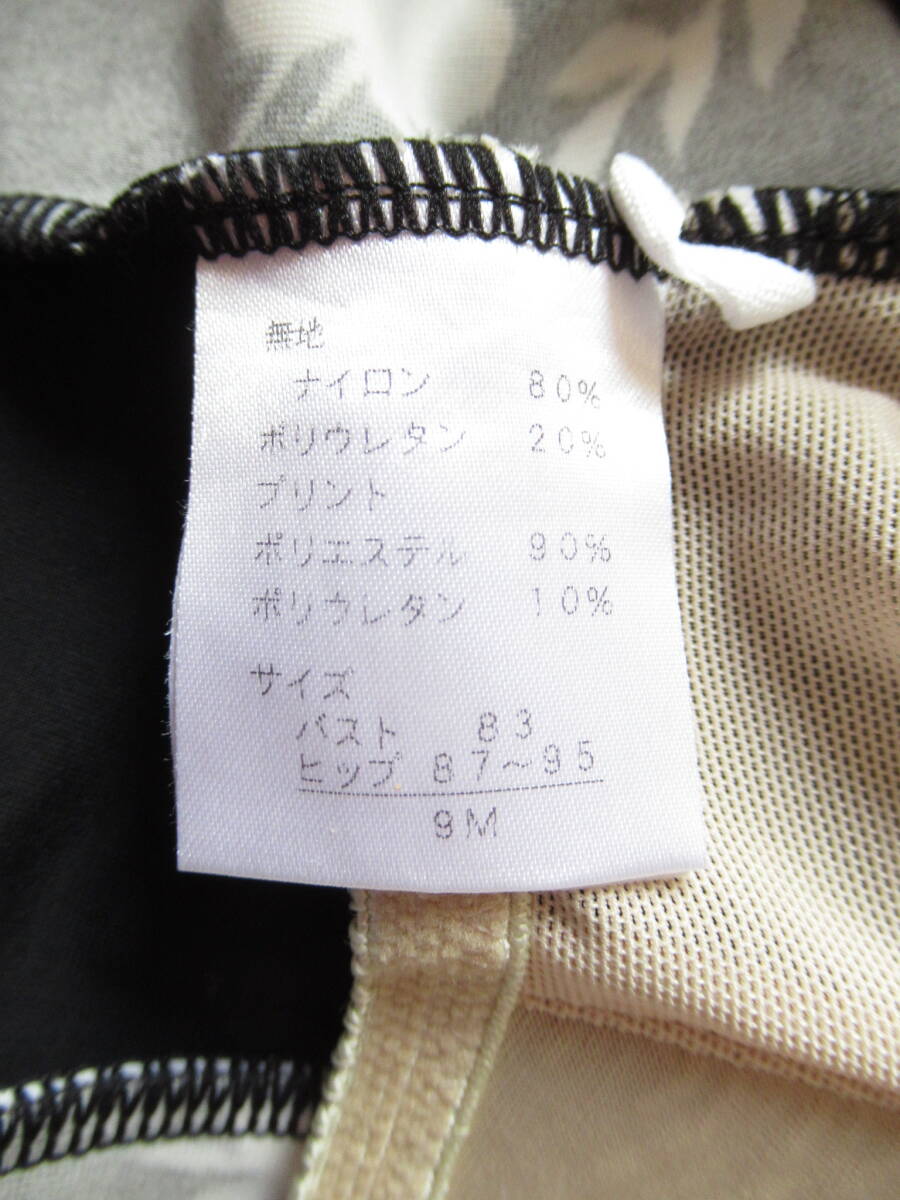 無地
ナイロン 80%
ポリウレタン 20%
プリント
ポリエステル 90%
ポリウレタン 10%
サイズ
バスト 83
ヒップ 87~95
9M